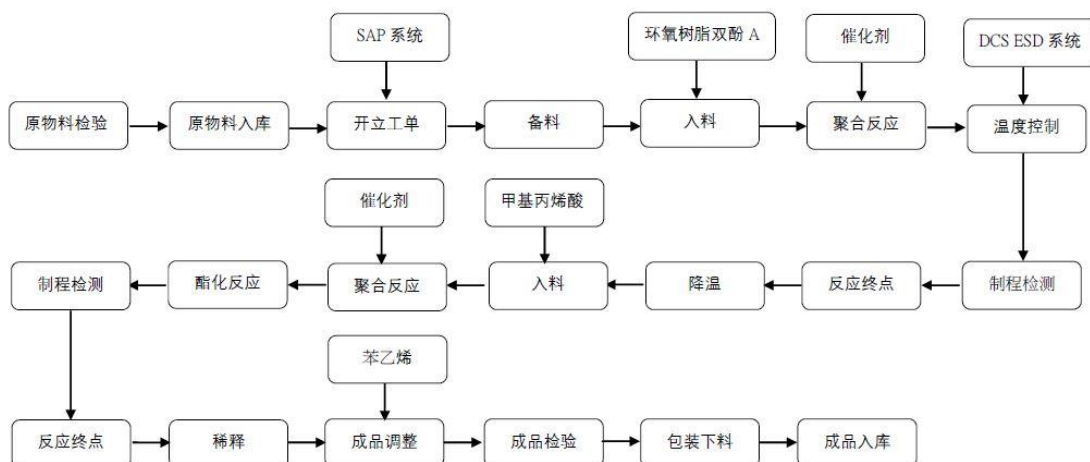 SAP 系统
环氧树脂双酚 A
催化剂
DCS ESD 系统
原物料检验
原物料入库
开立工单
备料
入料
聚合反应
温度控制
催化剂
甲基丙烯酸
制程检测
酯化反应
聚合反应
入料
降温
反应终点
制程检测
苯乙烯
反应终点
稀释
成品调整
成品检验
包装下料
成品入库